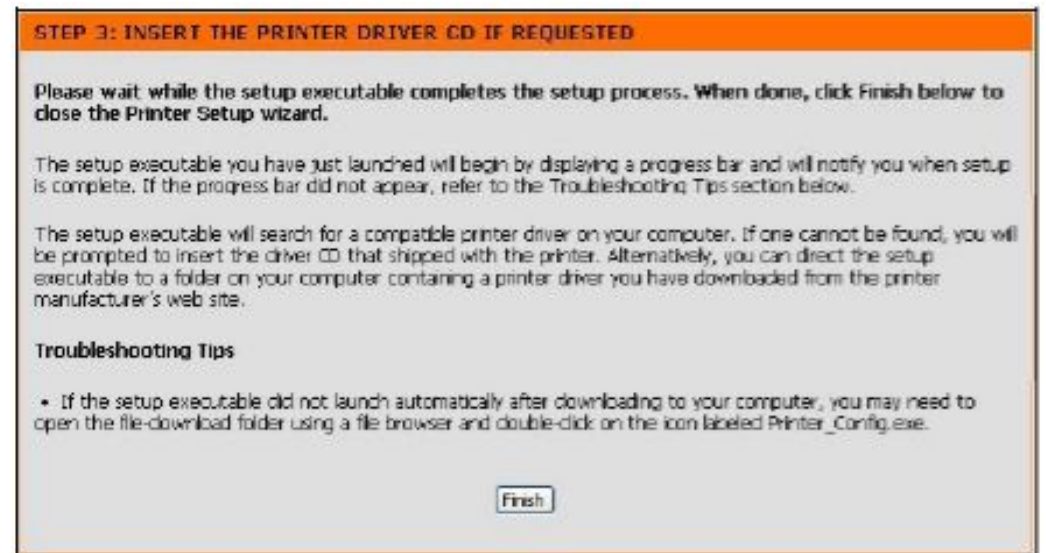 STEP 3: INSERT THE PRINTER DRIVER CD IF REQUESTED
Please wait while the setup executable completes the setup process. When done, click Finish below to
close the Printer Setup wizard.
The setup executable you have just launched will begin by displaying a progress bar and will notify you when setup
is complete. If the progress bar did not appear, refer to the Troubleshooting Tips section below.
The setup executable will search for a compatible printer driver on your computer. If one cannot be found, you will
be prompted to insert the driver CD that shipped with the printer. Alternatively, you can direct the setup
executable to a folder on your computer containing a printer driver you have downloaded from the printer
manufacturer's web site.
Troubleshooting Tips
• If the setup executable did not launch automatically after downloading to your computer, you may need to
open the file-download folder using a file browser and double-click on the icon labeled Printer_Config.exe.
Finish